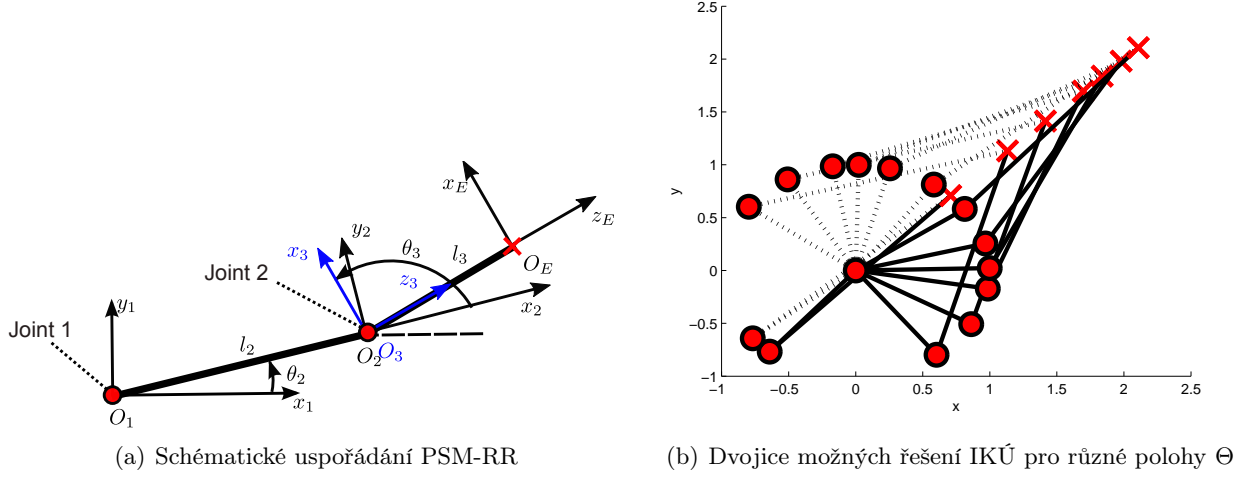 x_E
z_E
O_E
y_2
θ_3
l_3
x_3
z_3
x_2
Joint 2
O_2 O_3
y_1
Joint 1
l_2
θ_2
x_1
O_1
(a) Schématické uspořádání PSM-RR
2.5
2
1.5
1
0.5
0
−0.5
−1
y
−1 −0.5 0 0.5 1 1.5 2 2.5
x
(b) Dvojice možných řešení IKÚ pro různé polohy Θ